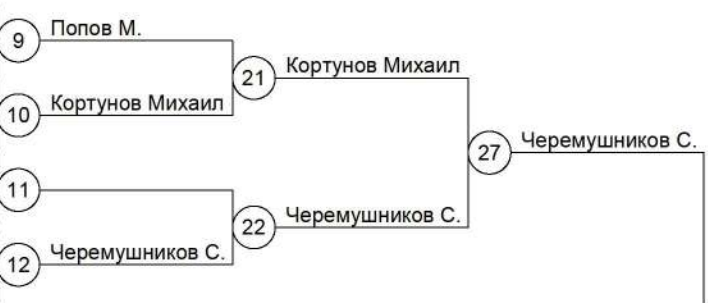 9 Попов М.
21 Кортунов Михаил
10 Кортунов Михаил
27 Черемушников С.
11
22 Черемушников С.
12 Черемушников С.